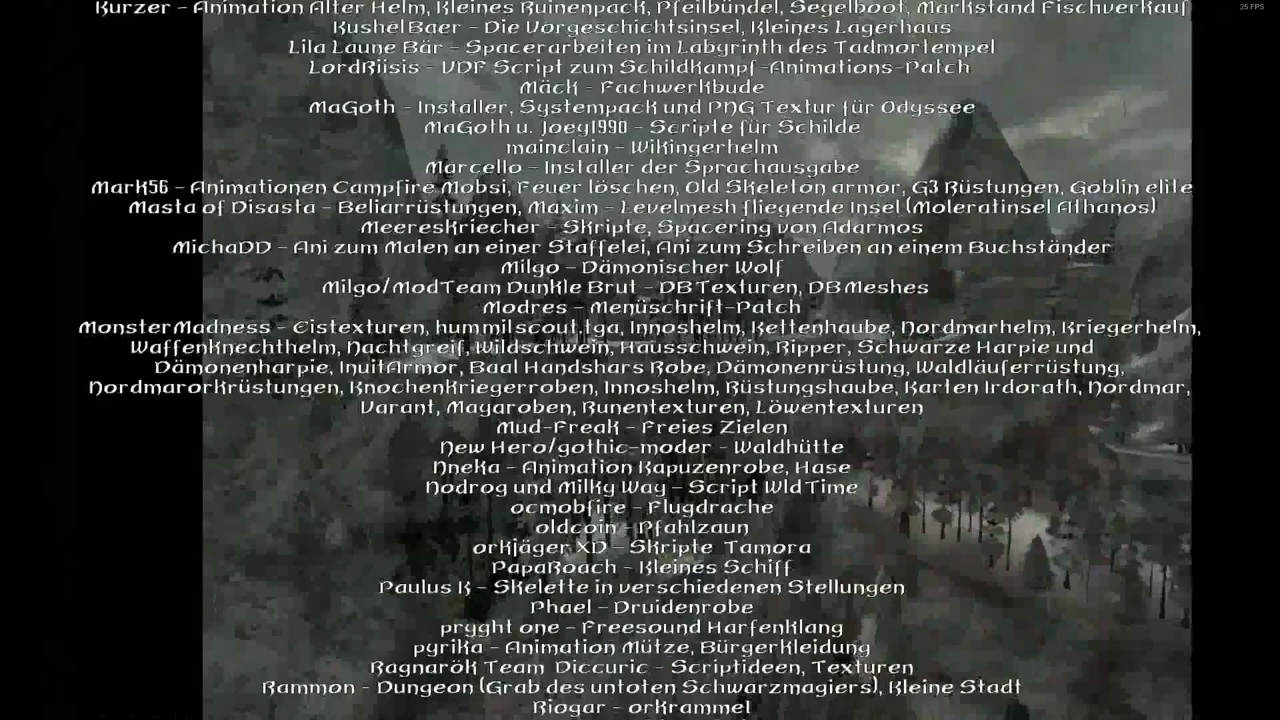 25 FPS
Kurzer - Animation Alter Helm, Kleines Ruinenpack, Pfeilbündel, Segelboot, Markstand Fischverkauf
KushelBaer - Die Vorgeschichtsinsel, Kleines Lagerhaus
Lila Laune Bär - Spacerarbeiten im Labyrinth des Tadmortempel
LordRiisis - VDF Script zum Schildkampf-Animations-Patch
Mäck - Fachwerkbude
MaGoth - Installer, Systempack und PNG Textur für Odyssee
MaGoth u. Joey1990 - Scripte für Schilde
mainclain - Wikingerhelm
Marcello - Installer der Sprachausgabe
Mark56 - Animationen Campfire Mobsi, Feuer löschen, Old Skeleton armor, G3 Rüstungen, Goblin elite
Masta of Disasta - Beliarrüstungen, Maxim - Levelmesh fliegende Insel (Moleratinsel Athanos)
Meereskriecher - Skripte, Spacering von Adarmos
MichaDD - Ani zum Malen an einer Staffelei, Ani zum Schreiben an einem Buchständer
Milgo - Dämonischer Wolf
Milgo/ModTeam Dunkle Brut - DB Texturen, DB Meshes
Modres - Menüschrift-Patch
MonsterMadness - Eistexturen, hummilscout.tga, Innoshelm, Kettenhaube, Nordmarhelm, Kriegerhelm,
Waffenknechthelm, Nachtgreif, Wildschwein, Hausschwein, Ripper, Schwarze Harpie und
Dämonenharpie, InuitArmor, Baal Handshars Robe, Dämonenrüstung, Waldläuferrüstung,
Nordmarorkrüstungen, Knochenkriegerroben, Innoshelm, Rüstungshaube, Karten Irdorath, Nordmar,
Varant, Magaroben, Runentexturen, Löwentexturen
Mud-Freak - Freies Zielen
New Hero/gothic-moder - Waldhütte
Nneka - Animation Kapuzenrobe, Hase
Nodrog und Milky Way - Script WldTime
ocmobfire - Flugdrache
oldcoin - Pfahlzaun
orkjäger XD - Skripte Tamora
PapaRoach - Kleines Schiff
Paulus K - Skelette in verschiedenen Stellungen
Phael - Druidenrobe
pryght one - Freesound Harfenklang
pyrika - Animation Mütze, Bürgerkleidung
Ragnarök Team Diccuric - Scriptideen, Texturen
Rammon - Dungeon (Grab des untoten Schwarzmagiers), Kleine Stadt
Riogar - orkrammel